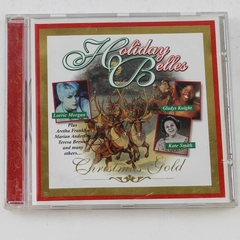 Holiday
Belles
Lorrie Morgan
Gladys Knight
Plus
Aretha Franklin
Marian Anderson
Teresa Brewer
and many
others...
Kate Smith
Christmas Gold